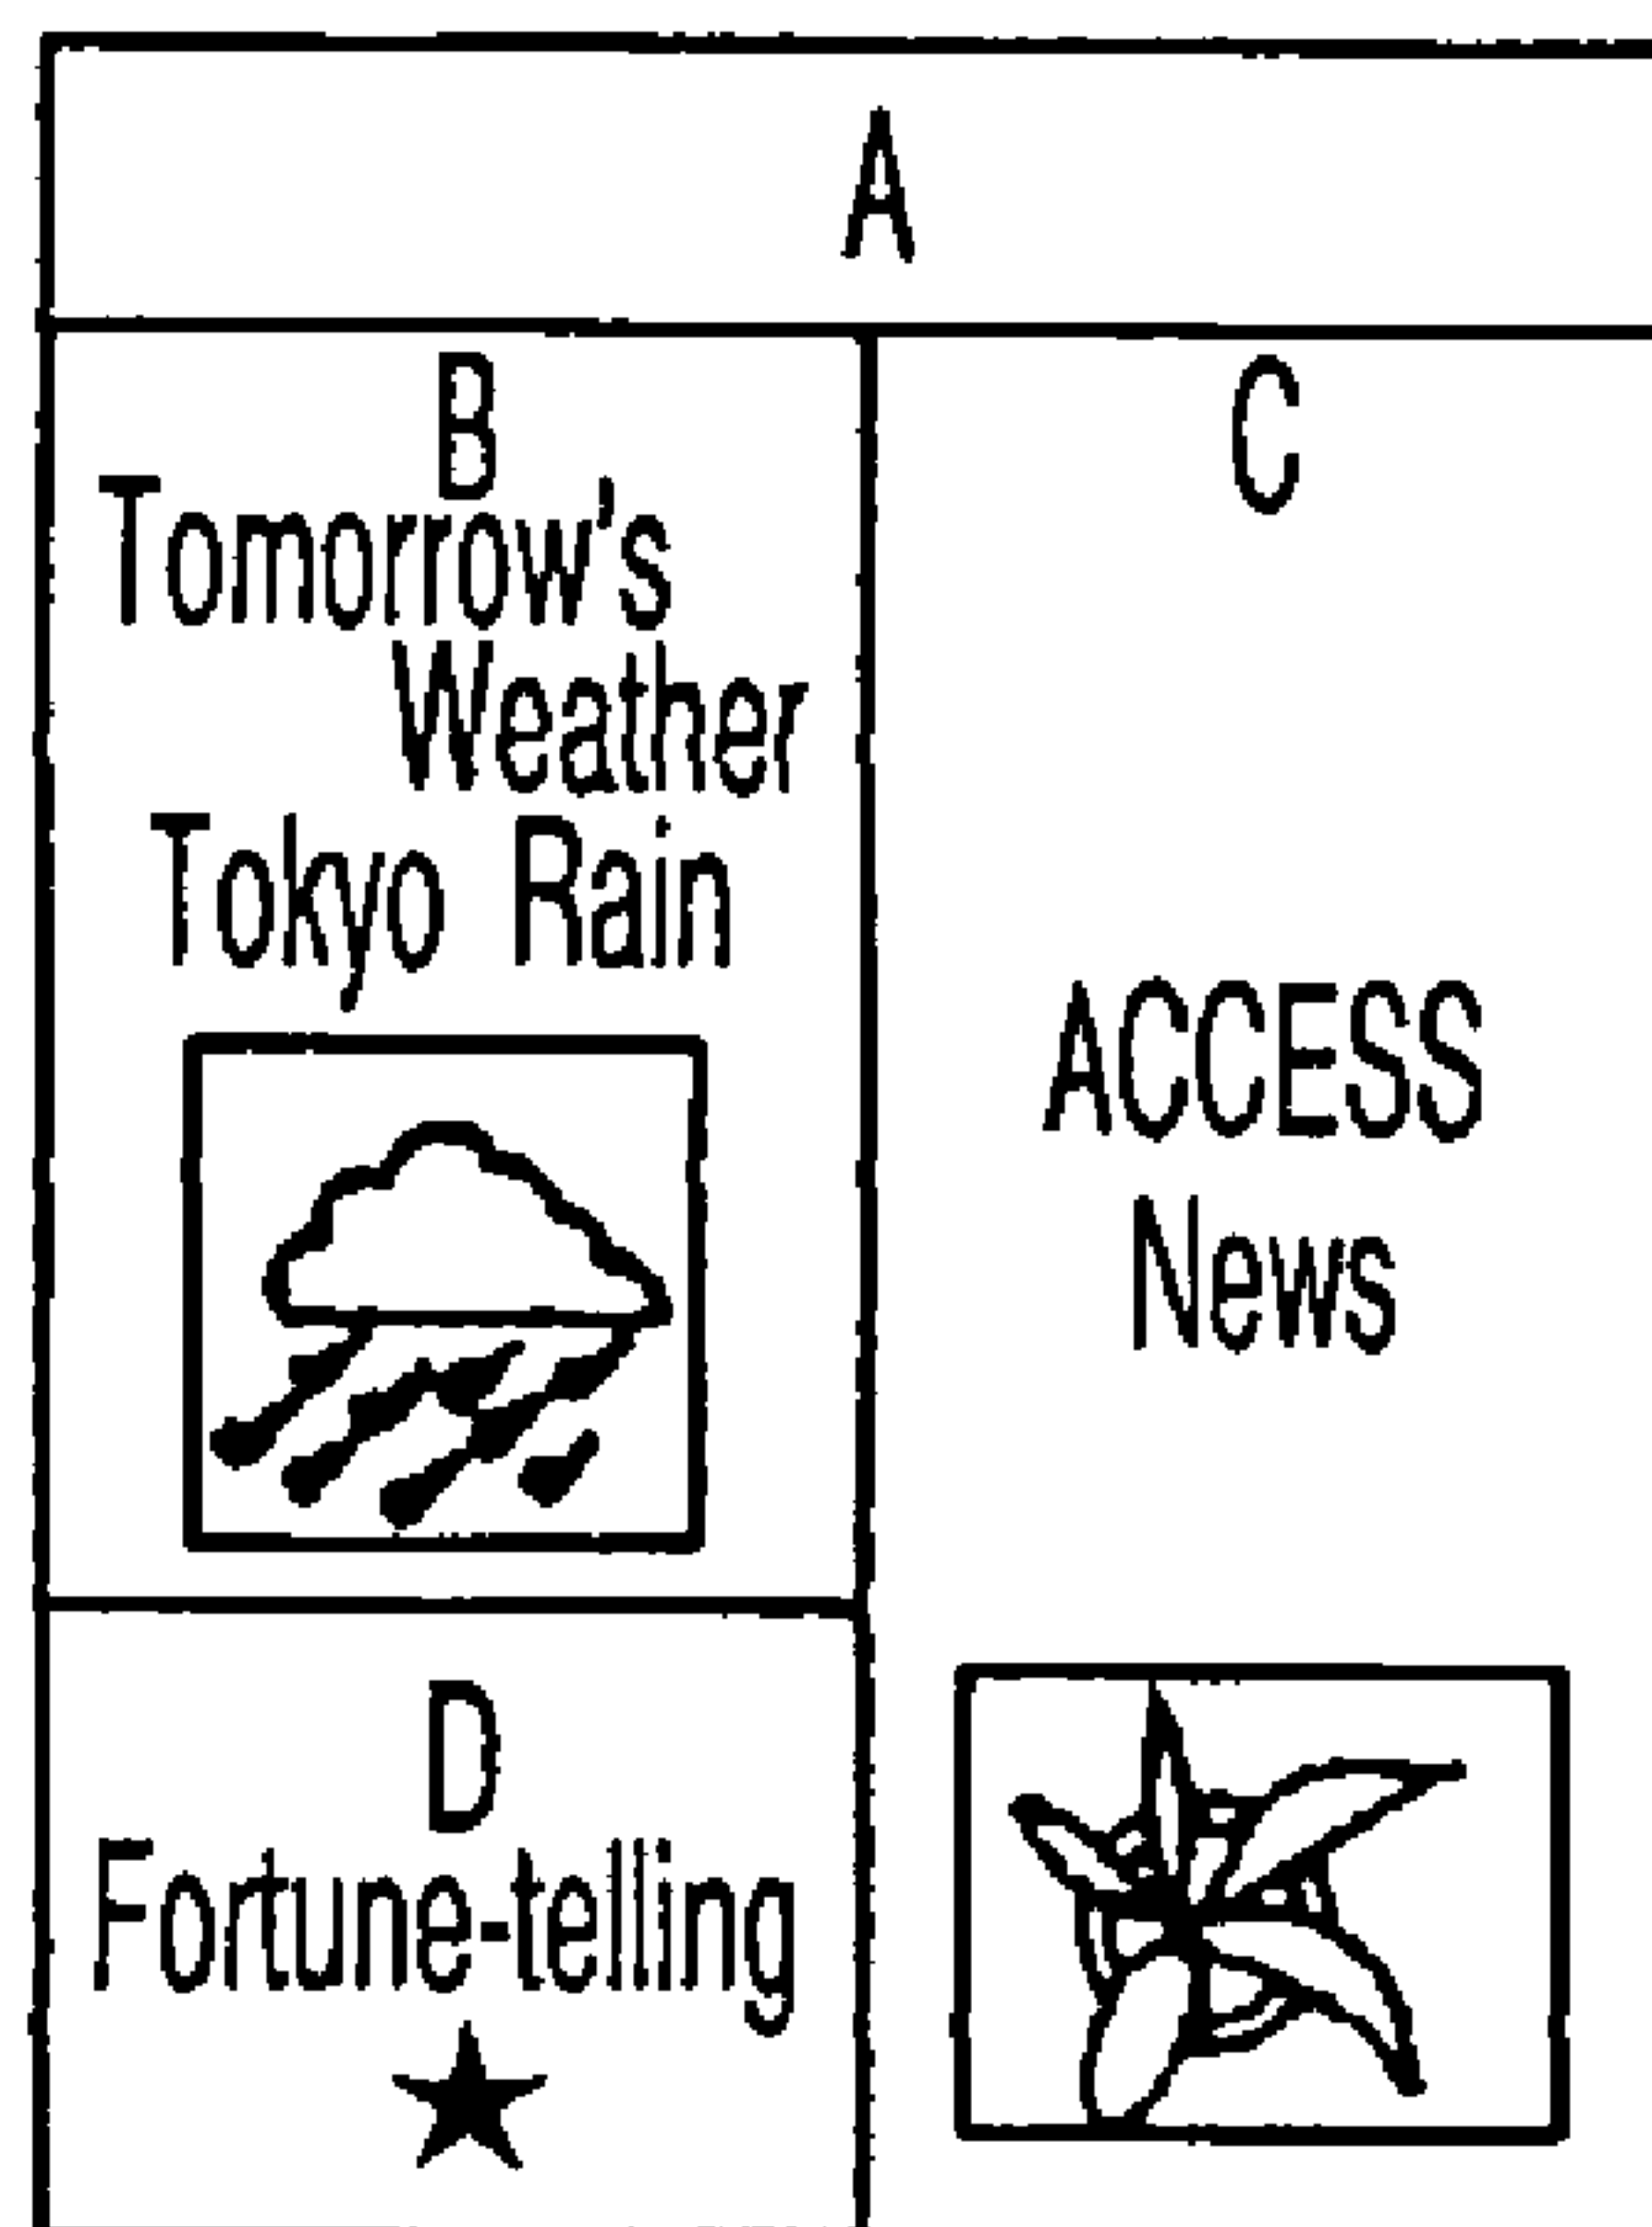 A
B
Tomorrow's
Weather
Tokyo Rain
C
ACCESS
News
D
Fortune-telling